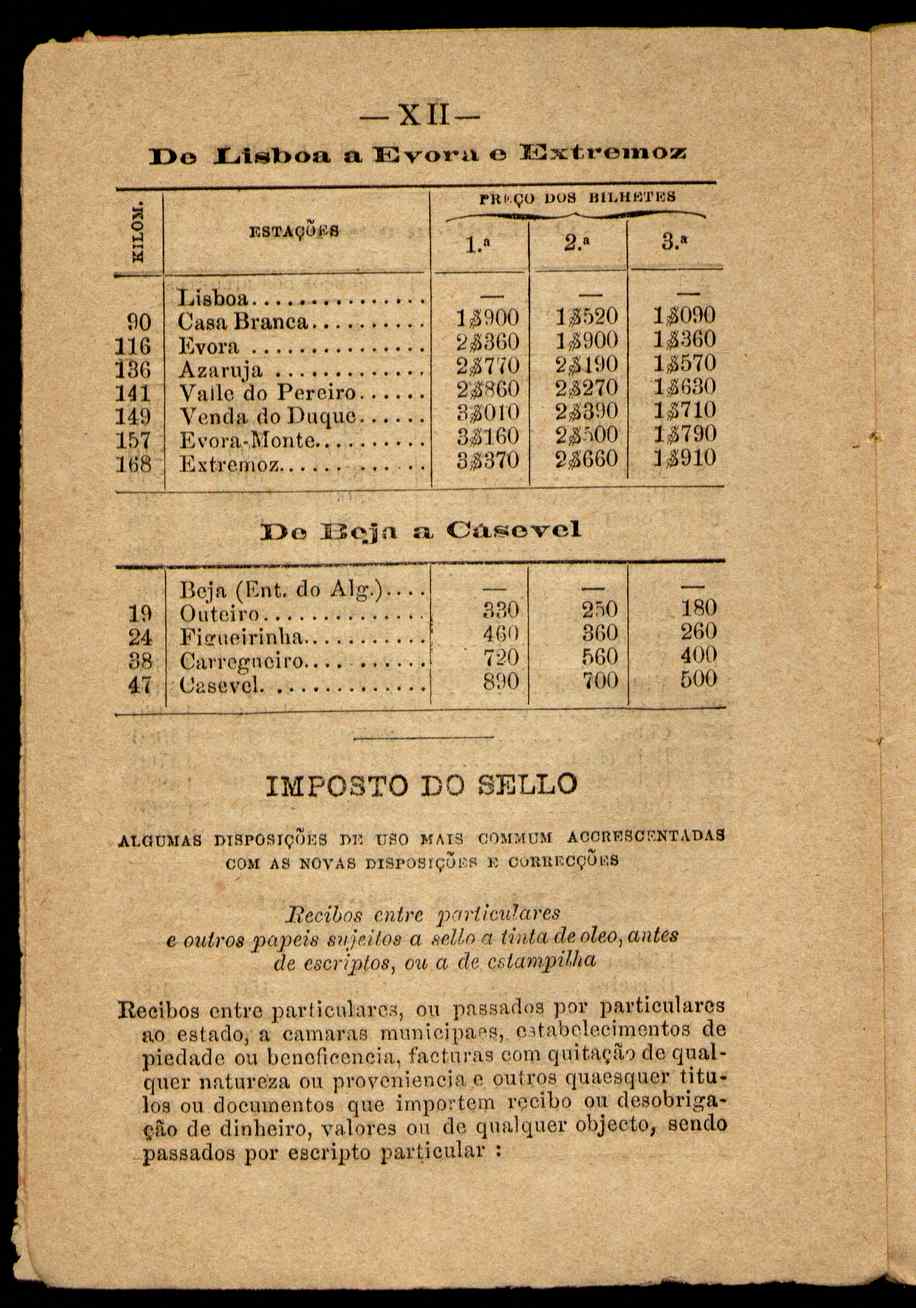 —XII—
De Lisboa a Evora e Extremoz
KILOM. ESTAÇÕES PREÇO DOS BILHETES
1.ª 2.ª 3.ª
Lisboa............... — — —
90 Casa Branca.......... 1$900 1$520 1$090
116 Evora ............... 2$360 1$900 1$360
136 Azaruja ............. 2$770 2$190 1$570
141 Valle do Pereiro...... 2$860 2$270 1$630
149 Venda do Duque...... 3$010 2$390 1$710
157 Evora-Monte.......... 3$160 2$500 1$790
168 Extremoz............. 3$370 2$660 1$910
De Beja a Casevel
Beja (Ent. do Alg.).... — — —
19 Outeiro.............. 330 250 180
24 Figueirinha........... 460 360 260
38 Carregueiro........... 720 560 400
47 Casevel. ............. 890 700 500
IMPOSTO DO SELLO
ALGUMAS DISPOSIÇÕES DE USO MAIS COMMUM ACCRESCENTADAS
COM AS NOVAS DISPOSIÇÕES E CORRECÇÕES
Recibos entre particulares
e outros papeis sujeitos a sello a tinta de oleo, antes
de escriptos, ou a de estampilha
Recibos entre particulares, ou passados por particulares
ao estado, a camaras municipaes, estabelecimentos de
piedade ou beneficencia, facturas com quitação de qual-
quer natureza ou proveniencia e outros quaesquer titu-
los ou documentos que importem recibo ou desobriga-
ção de dinheiro, valores ou de qualquer objecto, sendo
passados por escripto particular :